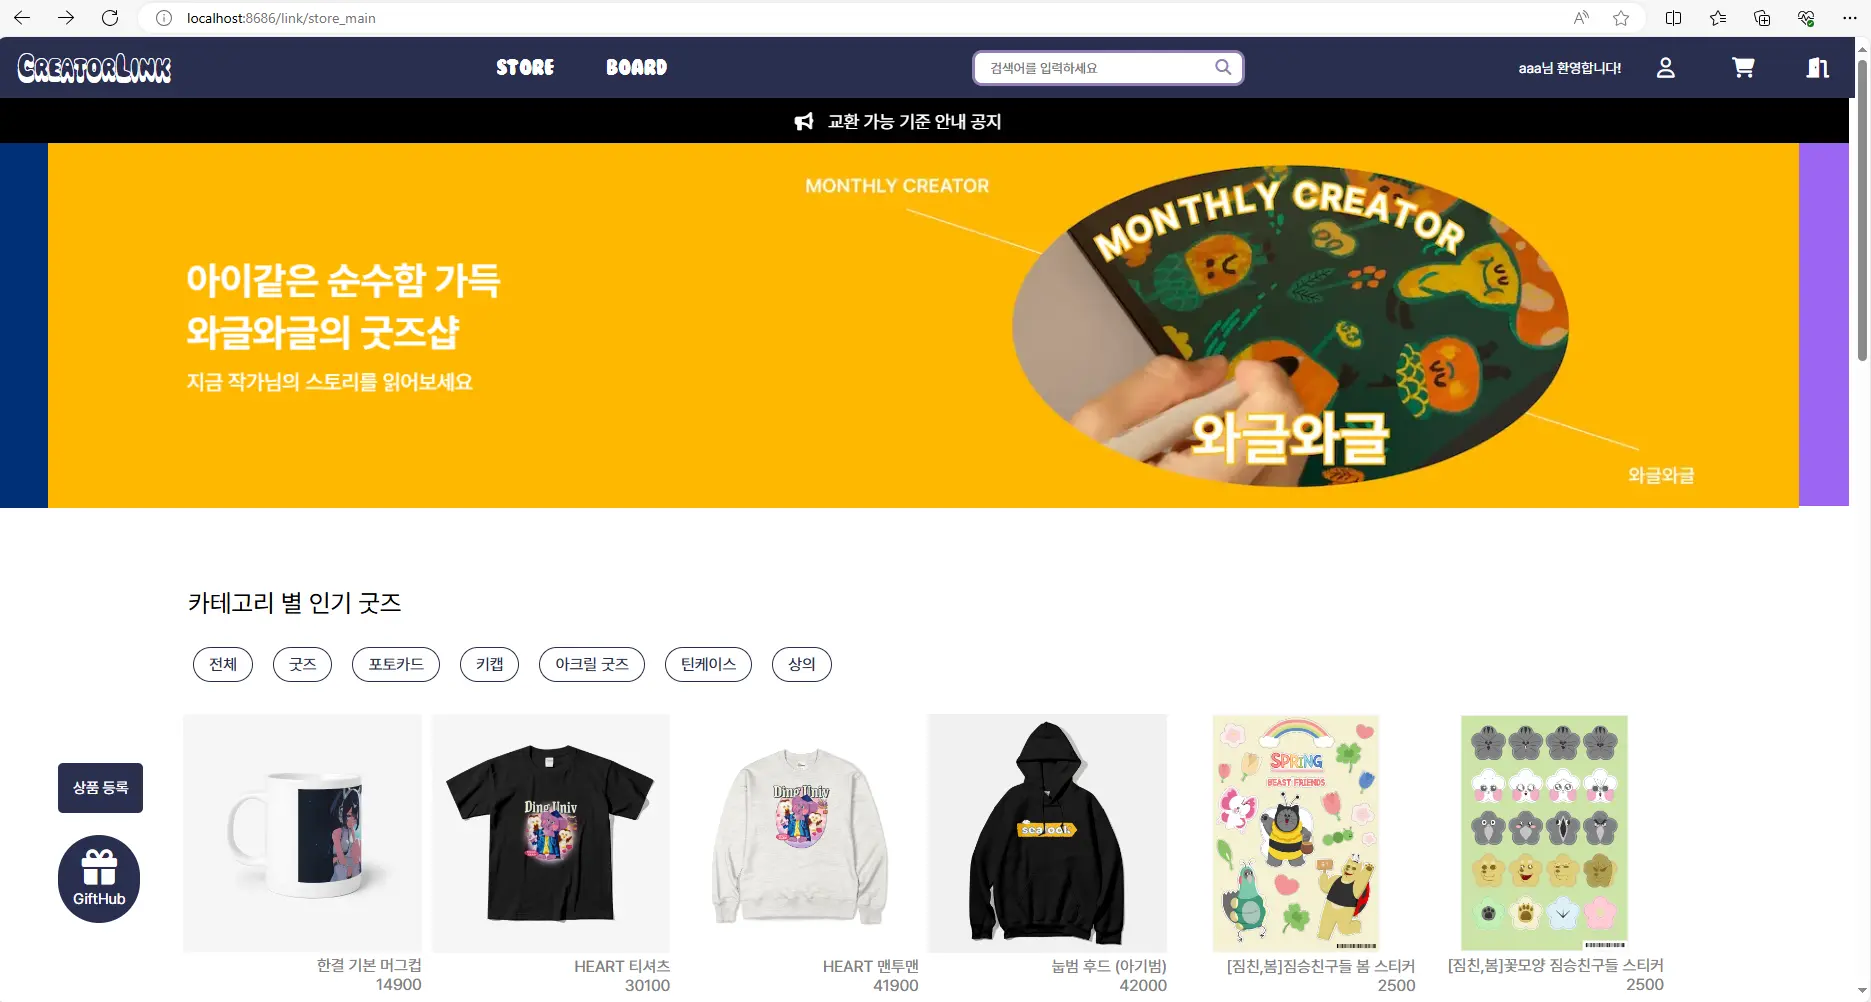 localhost:8686/link/store_main
CREATORLINK
STORE
BOARD
검색어를 입력하세요
aaa님 환영합니다!
교환 가능 기준 안내 공지
MONTHLY CREATOR
MONTHLY CREATOR
아이같은 순수함 가득
와글와글의 굿즈샵
지금 작가님의 스토리를 읽어보세요
와글와글
와글와글
카테고리 별 인기 굿즈
전체
굿즈
포토카드
키캡
아크릴 굿즈
틴케이스
상의
상품 등록
GiftHub
Ding Univ
Ding Univ
SPRING
BEAST FRIENDS
한결 기본 머그컵
14900
HEART 티셔츠
30100
HEART 맨투맨
41900
눕범 후드 (아기범)
42000
[짐친,봄]짐승친구들 봄 스티커
2500
[짐친,봄]꽃모양 짐승친구들 스티커
2500